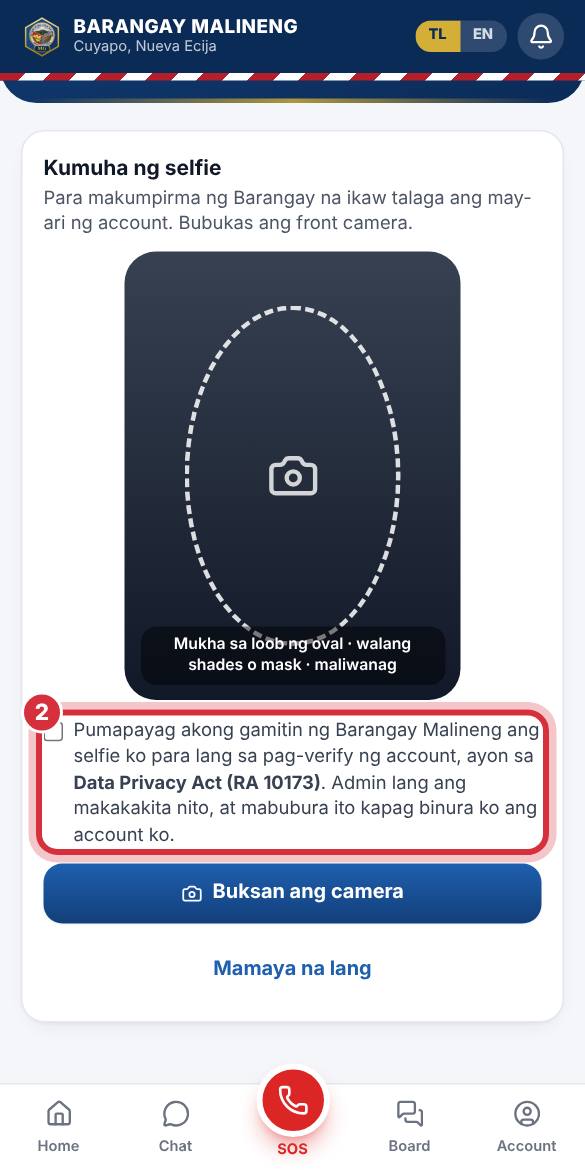 BARANGAY MALINENG
Cuyapo, Nueva Ecija
TL EN
Kumuha ng selfie
Para makumpirma ng Barangay na ikaw talaga ang may-
ari ng account. Bubukas ang front camera.
Mukha sa loob ng oval · walang
shades o mask · maliwanag
2
Pumapayag akong gamitin ng Barangay Malineng ang
selfie ko para lang sa pag-verify ng account, ayon sa
Data Privacy Act (RA 10173). Admin lang ang
makakakita nito, at mabubura ito kapag binura ko ang
account ko.
Buksan ang camera
Mamaya na lang
Home Chat SOS Board Account